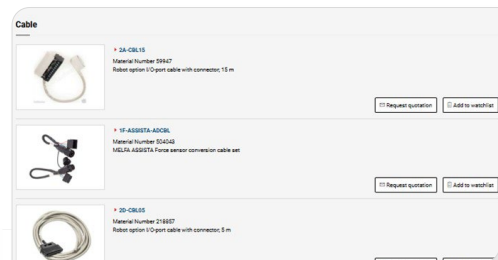 Cable
2A-CBL15
Material Number 59947
Robot option I/O-port cable with connector; 15 m
Request quotation
Add to watchlist
1F-ASSISTA-ADCBL
Material Number 504043
MELFA ASSISTA Force sensor conversion cable set
Request quotation
Add to watchlist
2D-CBL05
Material Number 218857
Robot option I/O-port cable with connector; 5 m